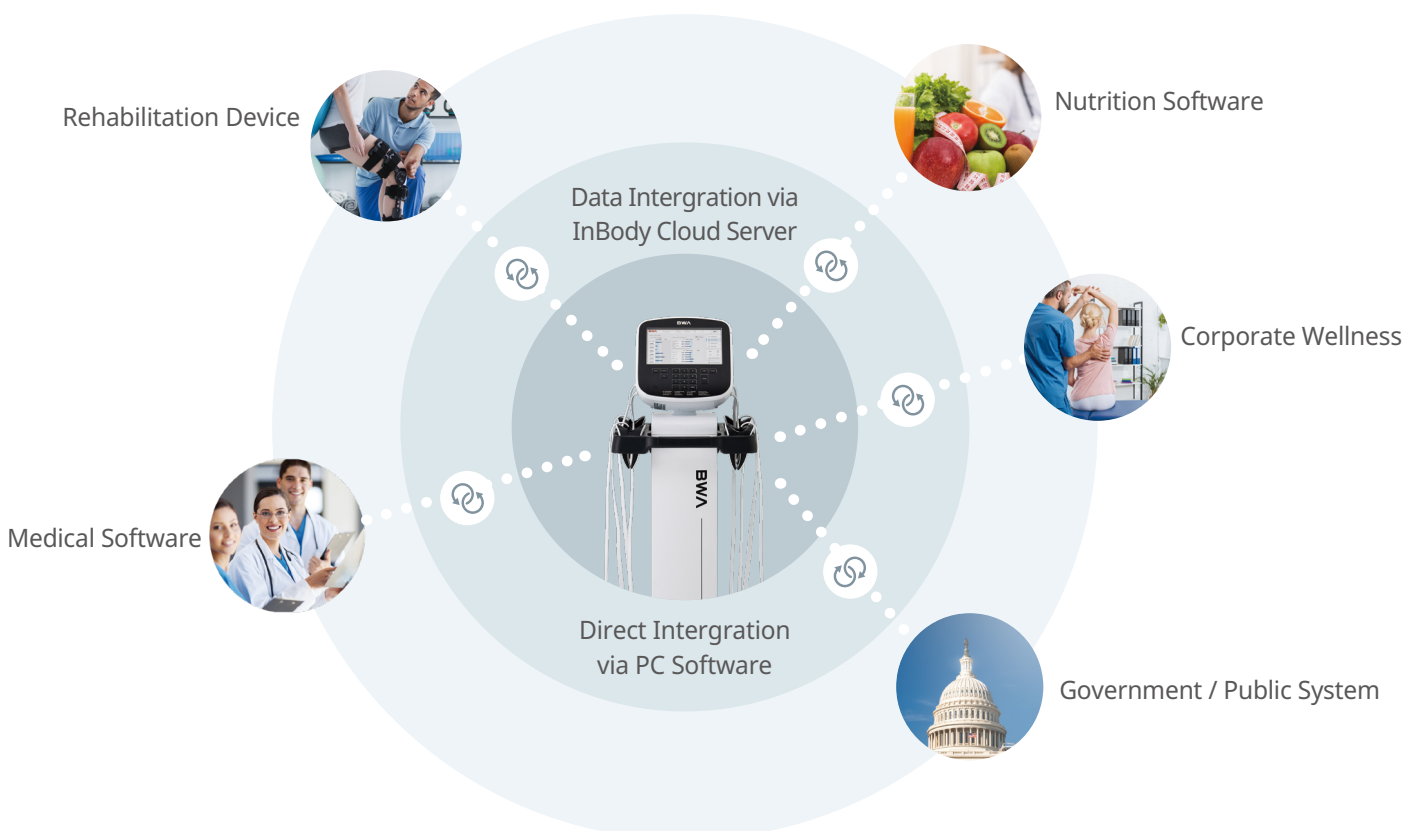 Rehabilitation Device
Nutrition Software
Data Intergration via
InBody Cloud Server
BWA
Corporate Wellness
BWA
Medical Software
Direct Intergration
via PC Software
Government / Public System